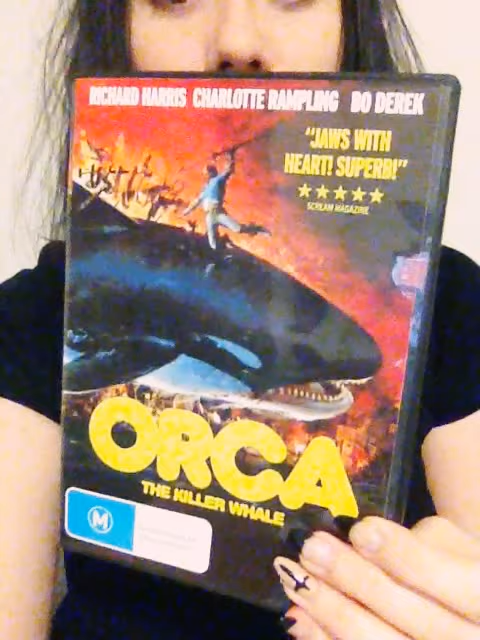 RICHARD HARRIS CHARLOTTE RAMPLING BO DEREK
"JAWS WITH
HEART! SUPERB!"
SCREAM MAGAZINE
ORCA
THE KILLER WHALE
M